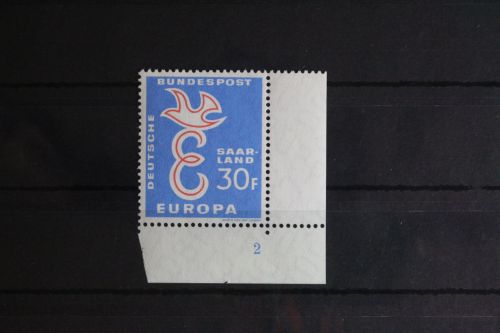 BUNDESPOST
DEUTSCHE
SAAR-
LAND
30F
EUROPA
2